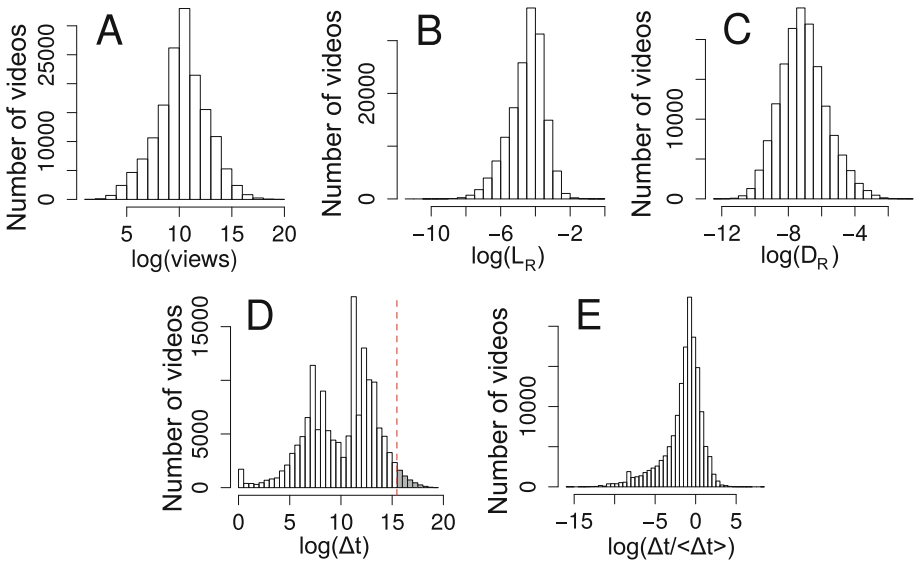 A
Number of videos
0 10000 25000
5 10 15 20
log(views)
B
Number of videos
0 20000
−10 −6 −2
log(L_R)
C
Number of videos
0 10000
−12 −8 −4
log(D_R)
D
Number of videos
0 5000 15000
0 5 10 15 20
log(Δt)
E
Number of videos
0 10000
−15 −5 0 5
log(Δt/<Δt>)